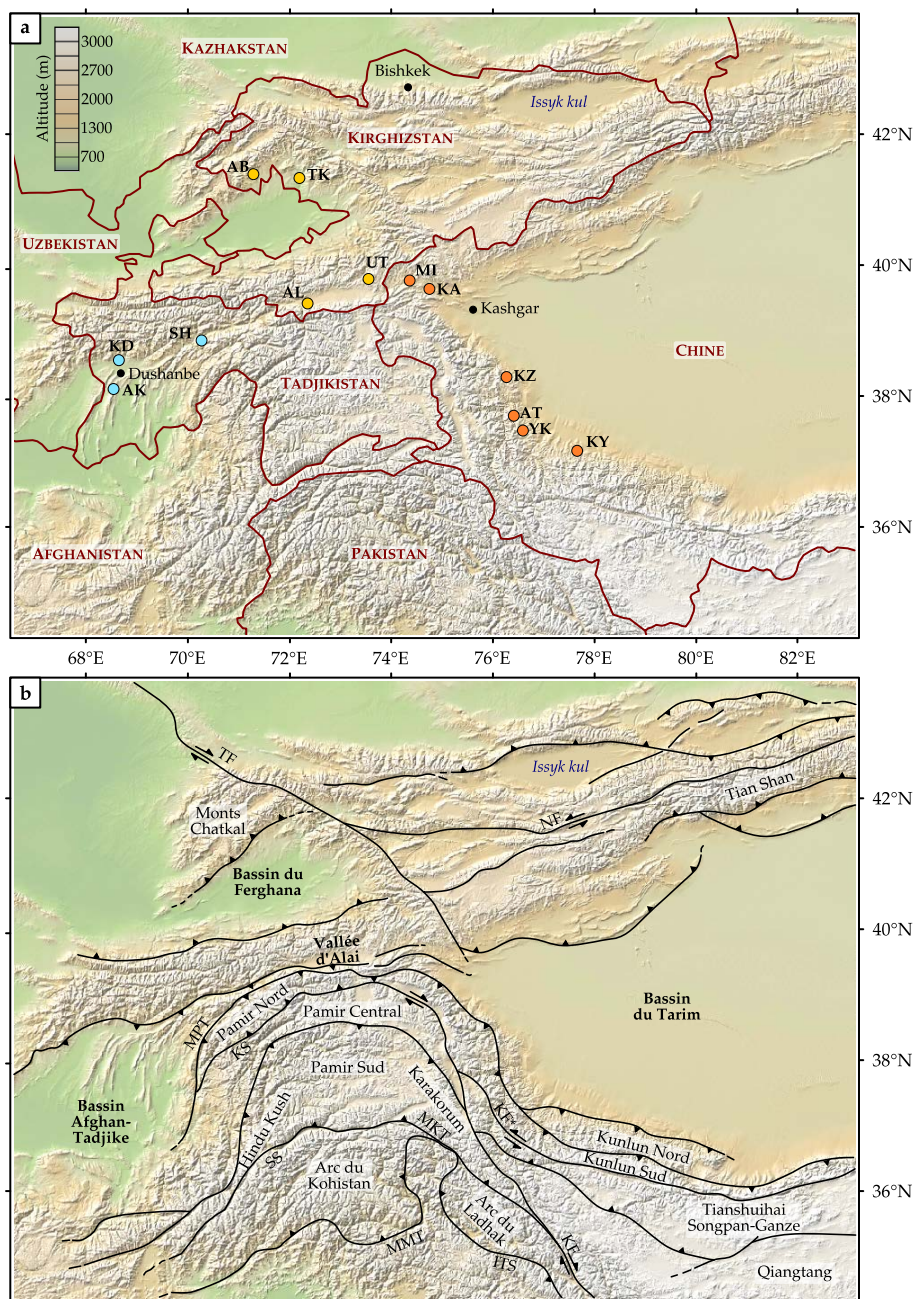 a
3000
2700
2000
1300
700
Altitude (m)
KAZHAKSTAN
Bishkek
Issyk kul
KIRGHIZSTAN
42°N
AB
TK
UZBEKISTAN
UT
MI
40°N
AL
KA
Kashgar
SH
KD
CHINE
Dushanbe
TADJIKISTAN
KZ
AK
38°N
AT
YK
KY
36°N
AFGHANISTAN
PAKISTAN
68°E
70°E
72°E
74°E
76°E
78°E
80°E
82°E
b
TF
Issyk kul
Tian Shan
NF
42°N
Monts
Chatkal
Bassin du
Ferghana
Vallée
d'Alai
40°N
Pamir Nord
Pamir Central
Bassin
du Tarim
MPT
KS
Pamir Sud
38°N
Karakorum
Bassin
Afghan-
Tadjike
Hindu Kush
MKT
KF*
Kunlun Nord
Kunlun Sud
SS
Arc du
Kohistan
36°N
Arc du
Ladhak
Tianshuihai
Songpan-Ganze
MMT
KF
HS
Qiangtang